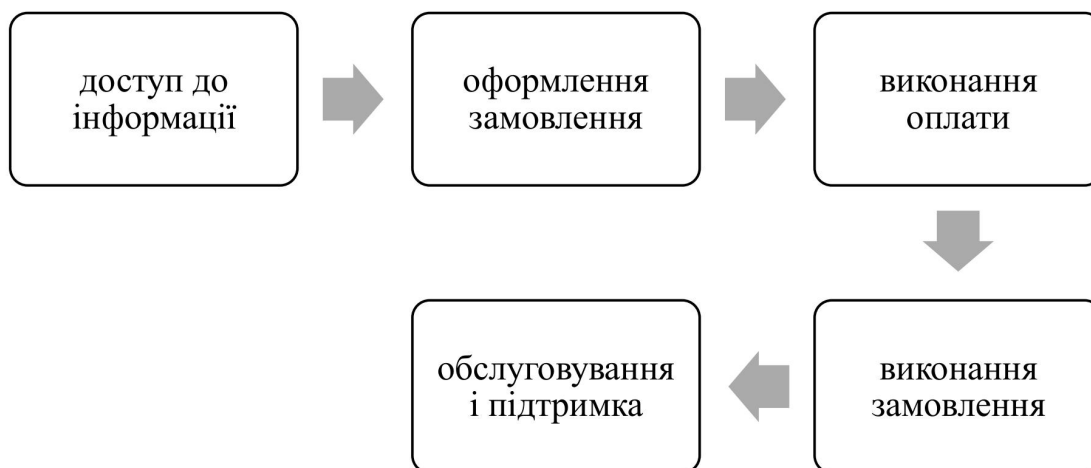 доступ до
інформації
оформлення
замовлення
виконання
оплати
виконання
замовлення
обслуговування
і підтримка